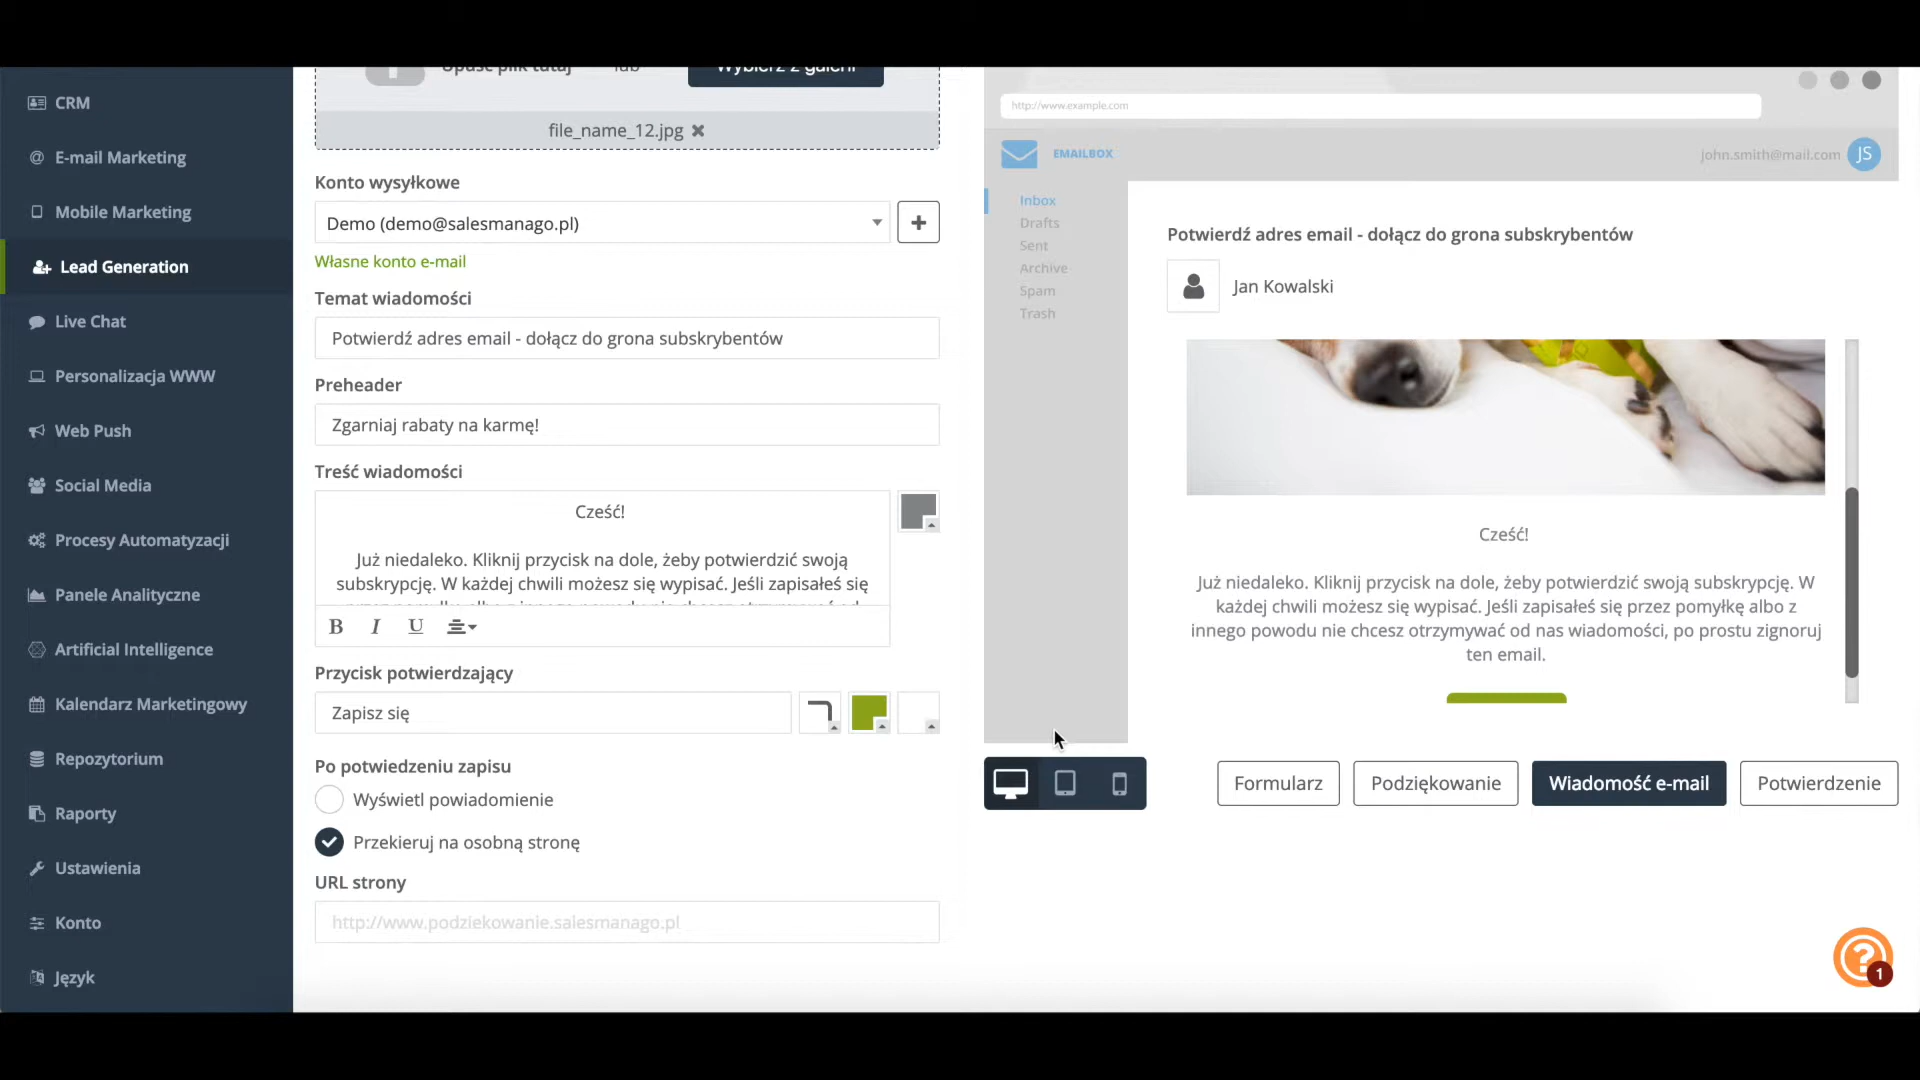 CRM
E-mail Marketing
Mobile Marketing
Lead Generation
Live Chat
Personalizacja WWW
Web Push
Social Media
Procesy Automatyzacji
Panele Analityczne
Artificial Intelligence
Kalendarz Marketingowy
Repozytorium
Raporty
Ustawienia
Konto
Język
Upuść plik tutaj
lub
Wybierz z galerii
file_name_12.jpg
Konto wysyłkowe
Demo (demo@salesmanago.pl)
Własne konto e-mail
Temat wiadomości
Potwierdź adres email - dołącz do grona subskrybentów
Preheader
Zgarniaj rabaty na karmę!
Treść wiadomości
Cześć!
Już niedaleko. Kliknij przycisk na dole, żeby potwierdzić swoją
subskrypcję. W każdej chwili możesz się wypisać. Jeśli zapisałeś się
B I U
Przycisk potwierdzający
Zapisz się
Po potwiedzeniu zapisu
Wyświetl powiadomienie
Przekieruj na osobną stronę
URL strony
http://www.podziekowanie.salesmanago.pl
http://www.example.com
EMAILBOX
john.smith@mail.com
JS
Inbox
Drafts
Sent
Archive
Spam
Trash
Potwierdź adres email - dołącz do grona subskrybentów
Jan Kowalski
Cześć!
Już niedaleko. Kliknij przycisk na dole, żeby potwierdzić swoją subskrypcję. W
każdej chwili możesz się wypisać. Jeśli zapisałeś się przez pomyłkę albo z
innego powodu nie chcesz otrzymywać od nas wiadomości, po prostu zignoruj
ten email.
Formularz
Podziękowanie
Wiadomość e-mail
Potwierdzenie
1